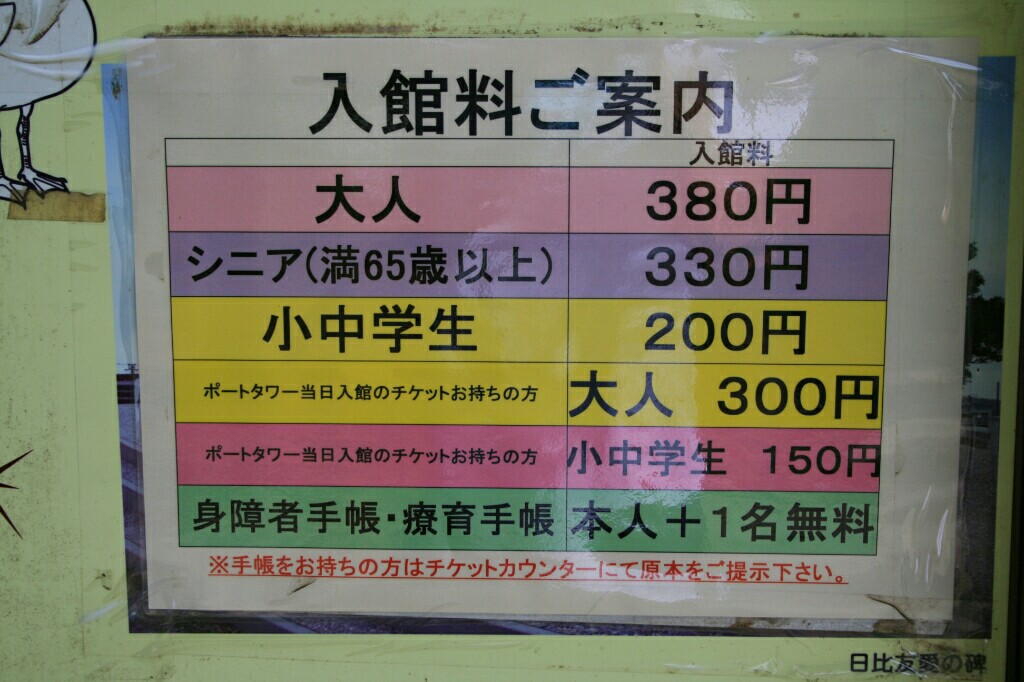 入館料ご案内
入館料
大人 380円
シニア(満65歳以上) 330円
小中学生 200円
ポートタワー当日入館のチケットお持ちの方 大人 300円
ポートタワー当日入館のチケットお持ちの方 小中学生 150円
身障者手帳・療育手帳 本人+1名無料
※手帳をお持ちの方はチケットカウンターにて原本をご提示下さい。
日比友愛の碑